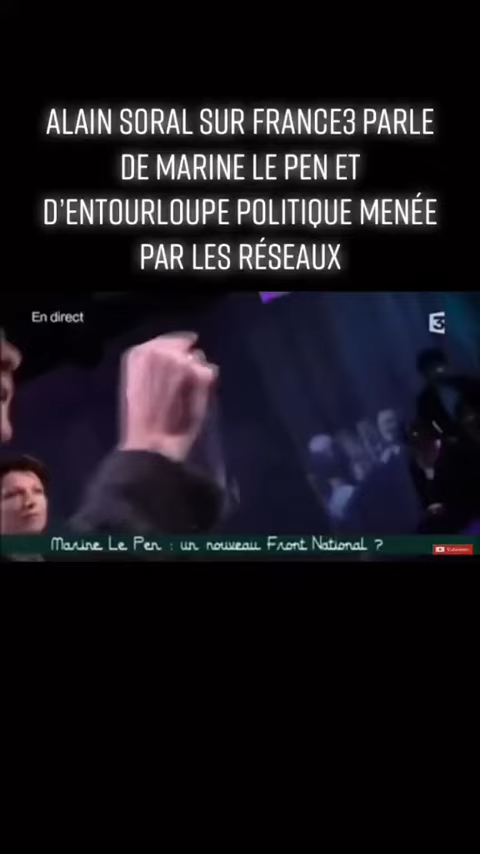 ALAIN SORAL SUR FRANCE3 PARLE
DE MARINE LE PEN ET
D'ENTOURLOUPE POLITIQUE MENÉE
PAR LES RÉSEAUX
En direct
3
Marine Le Pen : un nouveau Front National ?